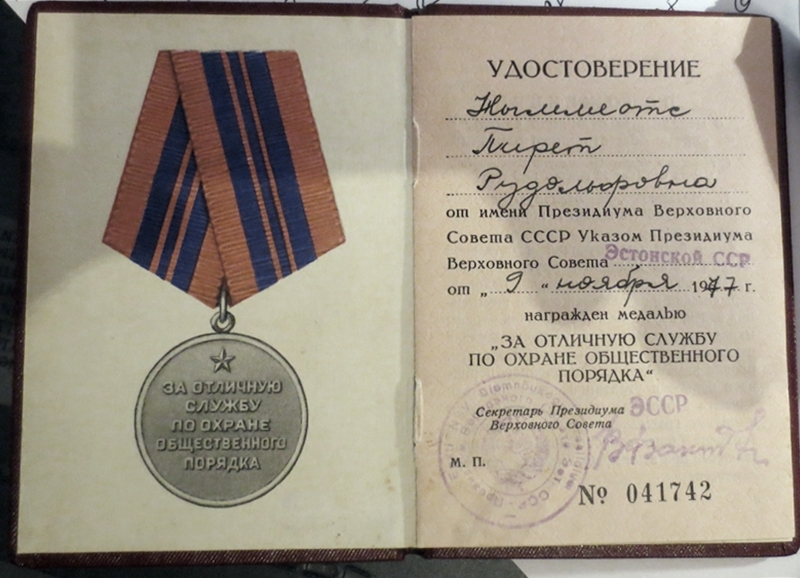 ЗА ОТЛИЧНУЮ
СЛУЖБУ
ПО ОХРАНЕ
ОБЩЕСТВЕННОГО
ПОРЯДКА
УДОСТОВЕРЕНИЕ
Ныммеотс
Пирет
Рудольфовна
от имени Президиума Верховного
Совета СССР Указом Президиума
Верховного Совета Эстонской ССР
от „ 9 “ ноября 1977 г.
награжден медалью
„ЗА ОТЛИЧНУЮ СЛУЖБУ
ПО ОХРАНЕ ОБЩЕСТВЕННОГО
ПОРЯДКА“
Секретарь Президиума ЭССР
Верховного Совета
М. П.
№ 041742